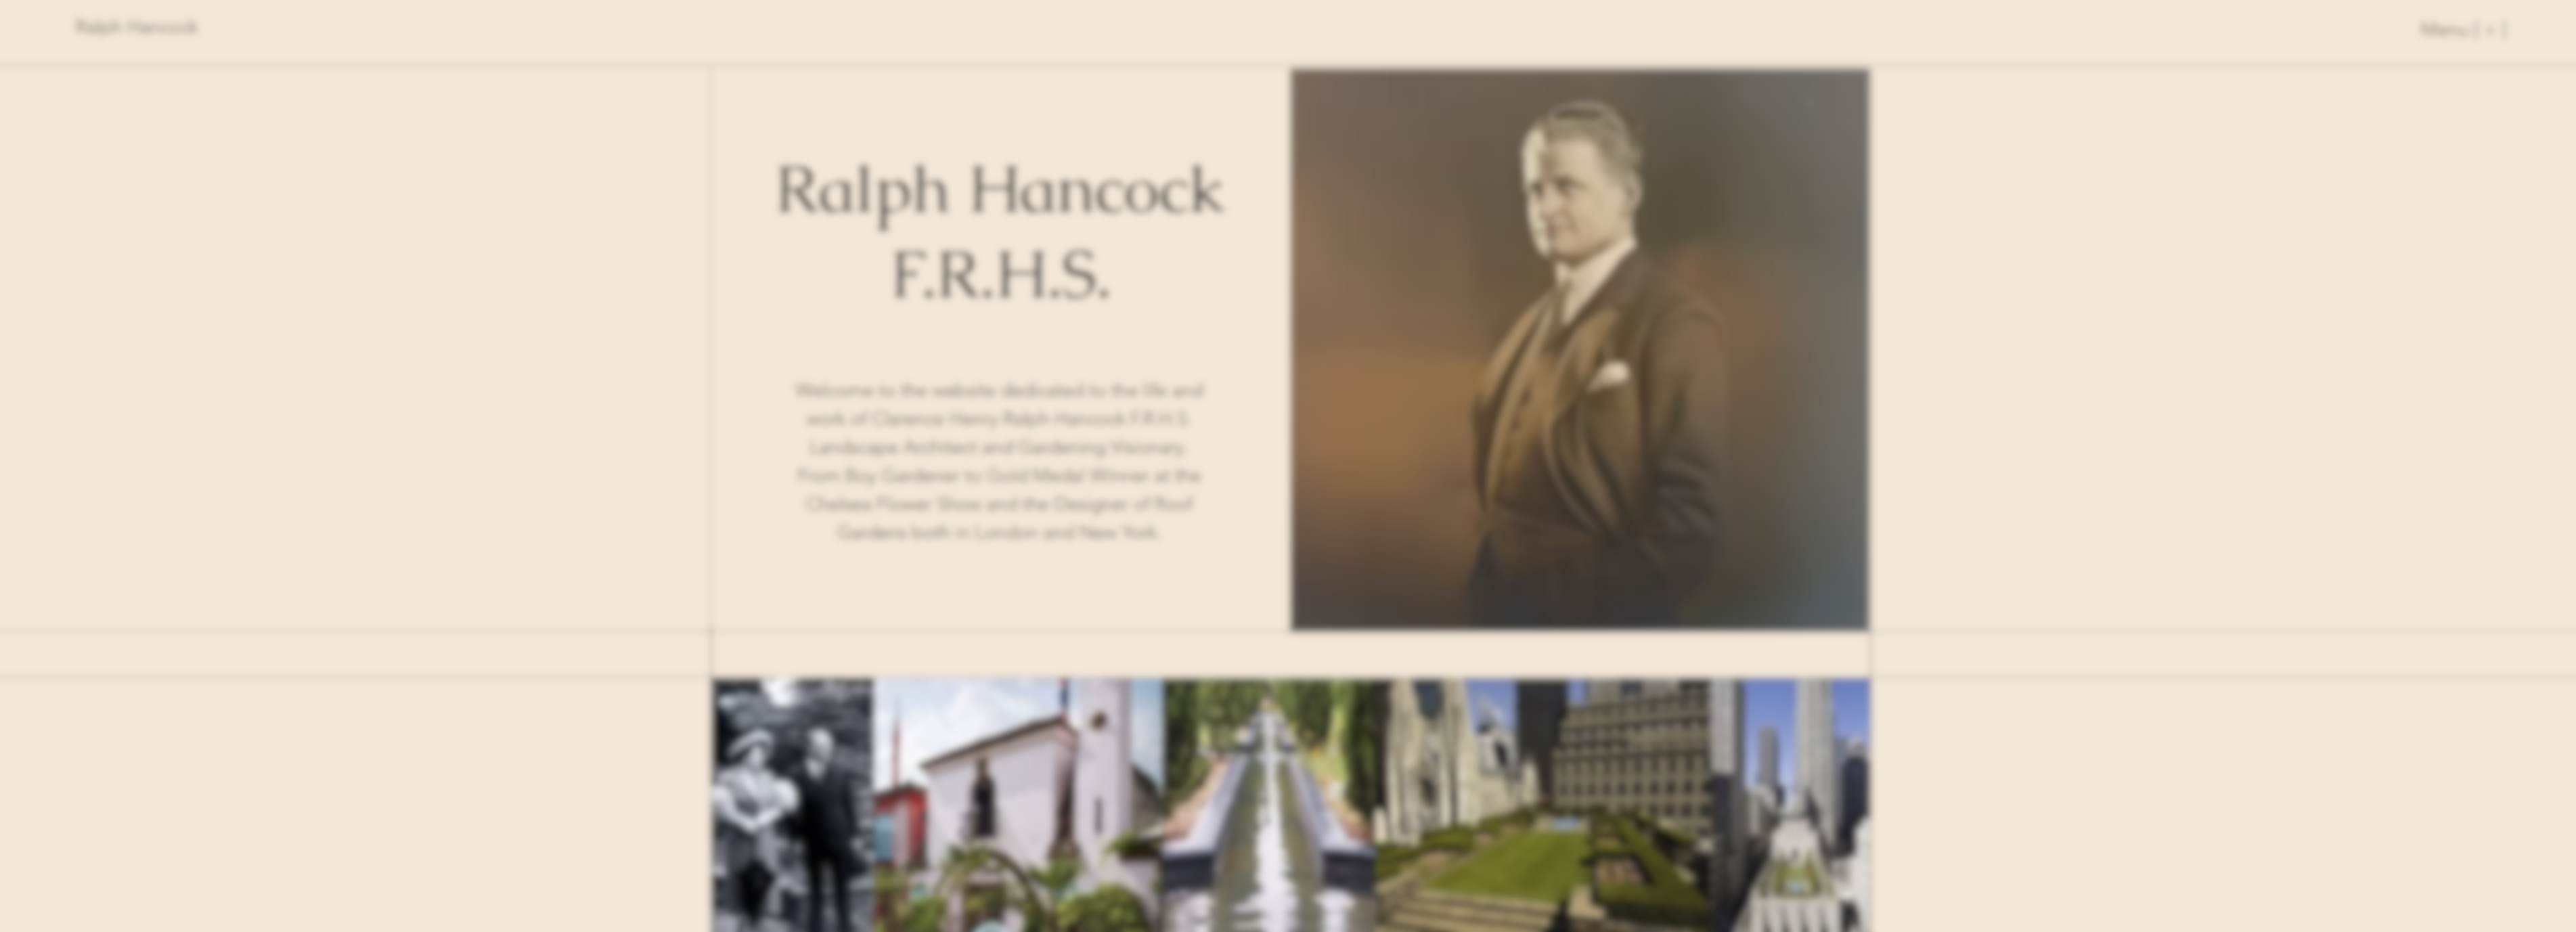 Ralph Hancock
Menu [ + ]
Ralph Hancock
F.R.H.S.
Welcome to the website dedicated to the life and
work of Clarence Henry Ralph Hancock F.R.H.S.
Landscape Architect and Gardening Visionary.
From Boy Gardener to Gold Medal Winner at the
Chelsea Flower Show and the Designer of Roof
Gardens both in London and New York.